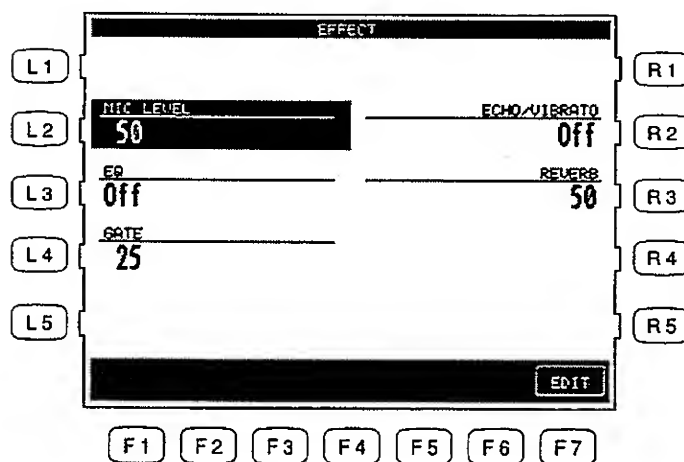 EFFECT
L1 R1
MIC LEVEL ECHO/VIBRATO
L2 50 Off R2
EQ REVERB
L3 Off 50 R3
GATE
L4 25 R4
L5 R5
EDIT
F1 F2 F3 F4 F5 F6 F7